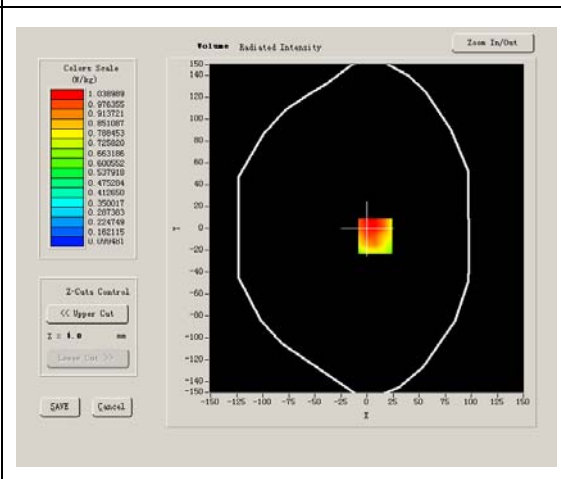 Volume Radiated Intensity
Zoom In/Out
Colors Scale
(W/kg)
1.038989
0.976355
0.913721
0.851087
0.788453
0.725820
0.663186
0.600552
0.537918
0.475284
0.412650
0.350017
0.287383
0.224749
0.162115
0.099481
Z-Cuts Control
<< Upper Cut
mm
Lower Cut >>
SAVE
Cancel
150
140
120
100
80
60
40
20
0
-20
-40
-60
-80
-100
-120
-140
-150
Y
-150 -125 -100 -75 -50 -25 0 25 50 75 100 125 150
X